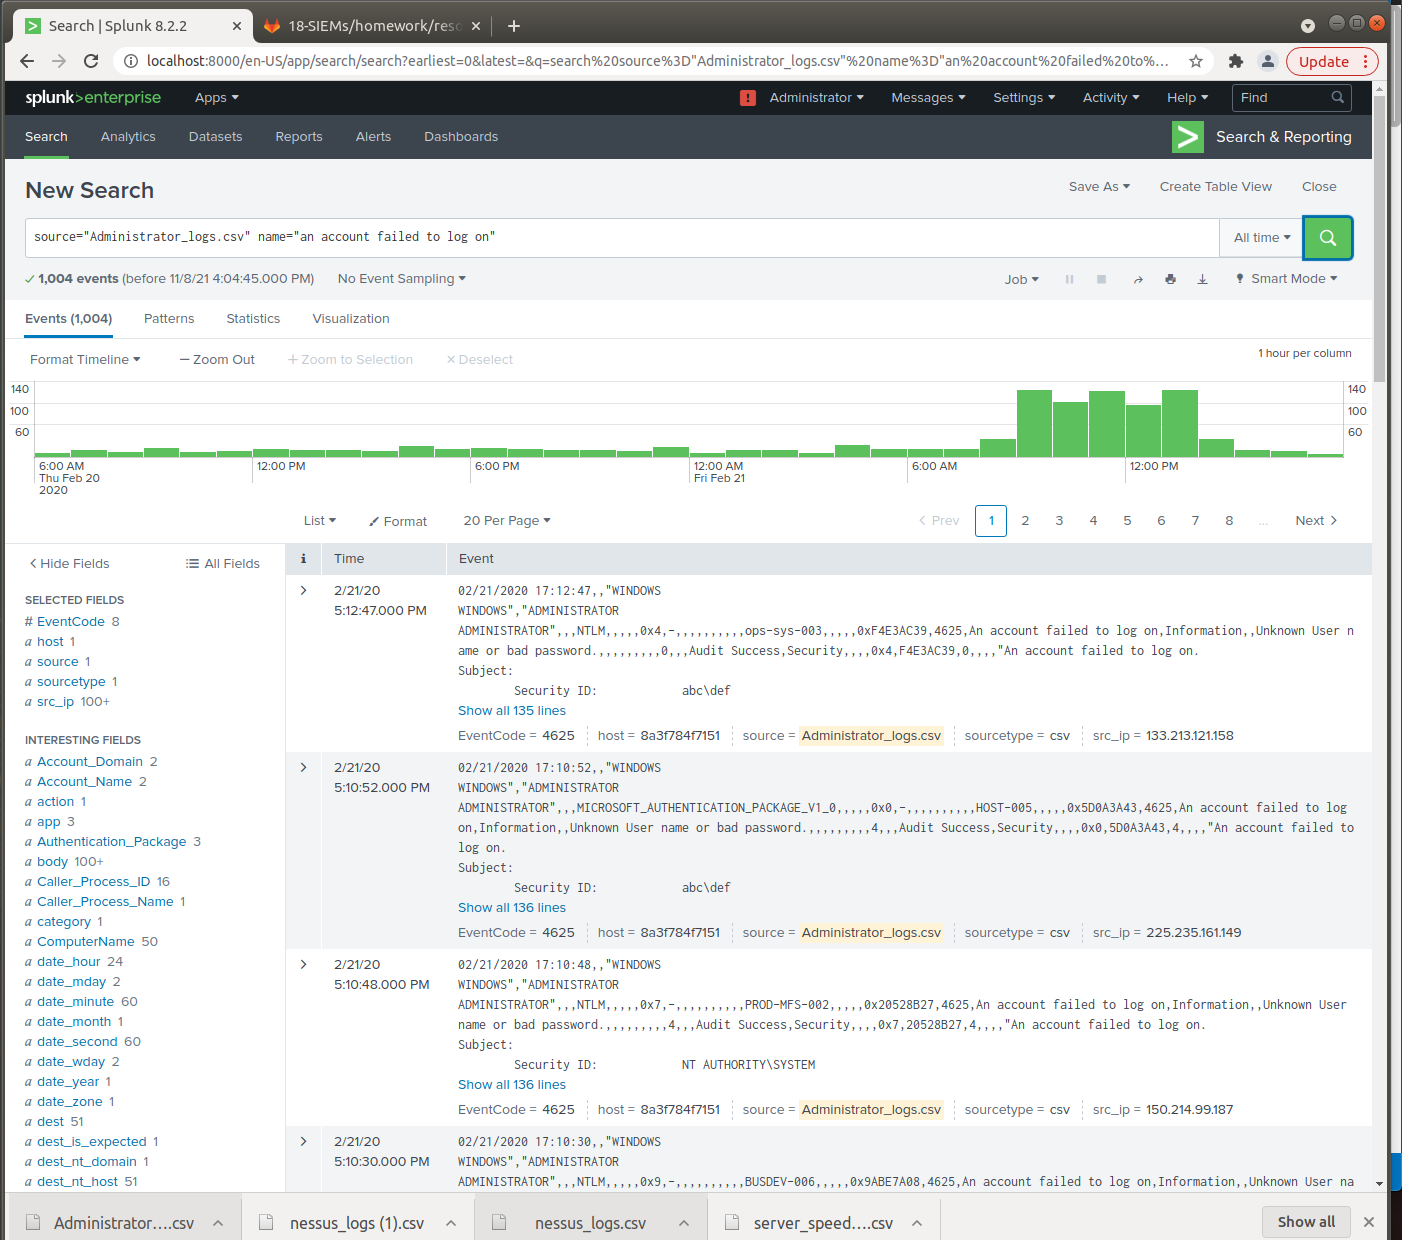 Search | Splunk 8.2.2
18-SIEMs/homework/reso
localhost:8000/en-US/app/search/search?earliest=0&latest=&q=search%20source%3D"Administrator_logs.csv"%20name%3D"an%20account%20failed%20to%...
Update
splunk>enterprise
Apps
Administrator
Messages
Settings
Activity
Help
Find
Search
Analytics
Datasets
Reports
Alerts
Dashboards
Search & Reporting
New Search
Save As
Create Table View
Close
source="Administrator_logs.csv" name="an account failed to log on"
All time
1,004 events (before 11/8/21 4:04:45.000 PM)
No Event Sampling
Job
Smart Mode
Events (1,004)
Patterns
Statistics
Visualization
Format Timeline
— Zoom Out
+ Zoom to Selection
× Deselect
1 hour per column
140
100
60
140
100
60
6:00 AM
Thu Feb 20
2020
12:00 PM
6:00 PM
12:00 AM
Fri Feb 21
6:00 AM
12:00 PM
List
Format
20 Per Page
< Prev
1
2
3
4
5
6
7
8
...
Next >
< Hide Fields
All Fields
SELECTED FIELDS
# EventCode 8
a host 1
a source 1
a sourcetype 1
a src_ip 100+
INTERESTING FIELDS
a Account_Domain 2
a Account_Name 2
a action 1
a app 3
a Authentication_Package 3
a body 100+
a Caller_Process_ID 16
a Caller_Process_Name 1
a category 1
a ComputerName 50
a date_hour 24
a date_mday 2
a date_minute 60
a date_month 1
a date_second 60
a date_wday 2
a date_year 1
a date_zone 1
a dest 51
a dest_is_expected 1
a dest_nt_domain 1
a dest_nt_host 51
i
Time
Event
2/21/20
5:12:47.000 PM
02/21/2020 17:12:47,,"WINDOWS
WINDOWS","ADMINISTRATOR
ADMINISTRATOR",,,NTLM,,,,,0x4,-,,,,,,,,,,ops-sys-003,,,,,0xF4E3AC39,4625,An account failed to log on,Information,,Unknown User n
ame or bad password.,,,,,,,,,0,,,Audit Success,Security,,,,0x4,F4E3AC39,0,,,,"An account failed to log on.
Subject:
Security ID: abc\def
Show all 135 lines
EventCode = 4625
host = 8a3f784f7151
source = Administrator_logs.csv
sourcetype = csv
src_ip = 133.213.121.158
2/21/20
5:10:52.000 PM
02/21/2020 17:10:52,,"WINDOWS
WINDOWS","ADMINISTRATOR
ADMINISTRATOR",,,MICROSOFT_AUTHENTICATION_PACKAGE_V1_0,,,,,0x0,-,,,,,,,,,,HOST-005,,,,,0x5D0A3A43,4625,An account failed to log
on,Information,,Unknown User name or bad password.,,,,,,,,,4,,,Audit Success,Security,,,,0x0,5D0A3A43,4,,,,"An account failed to
log on.
Subject:
Security ID: abc\def
Show all 136 lines
EventCode = 4625
host = 8a3f784f7151
source = Administrator_logs.csv
sourcetype = csv
src_ip = 225.235.161.149
2/21/20
5:10:48.000 PM
02/21/2020 17:10:48,,"WINDOWS
WINDOWS","ADMINISTRATOR
ADMINISTRATOR",,,NTLM,,,,,0x7,-,,,,,,,,,,PROD-MFS-002,,,,,0x20528B27,4625,An account failed to log on,Information,,Unknown User
name or bad password.,,,,,,,,,4,,,Audit Success,Security,,,,0x7,20528B27,4,,,,"An account failed to log on.
Subject:
Security ID: NT AUTHORITY\SYSTEM
Show all 136 lines
EventCode = 4625
host = 8a3f784f7151
source = Administrator_logs.csv
sourcetype = csv
src_ip = 150.214.99.187
2/21/20
5:10:30.000 PM
02/21/2020 17:10:30,,"WINDOWS
WINDOWS","ADMINISTRATOR
ADMINISTRATOR",,,NTLM,,,,,0x9,-,,,,,,,,,,BUSDEV-006,,,,,0x9ABE7A08,4625,An account failed to log on,Information,,Unknown User na
Administrator....csv
nessus_logs (1).csv
nessus_logs.csv
server_speed....csv
Show all